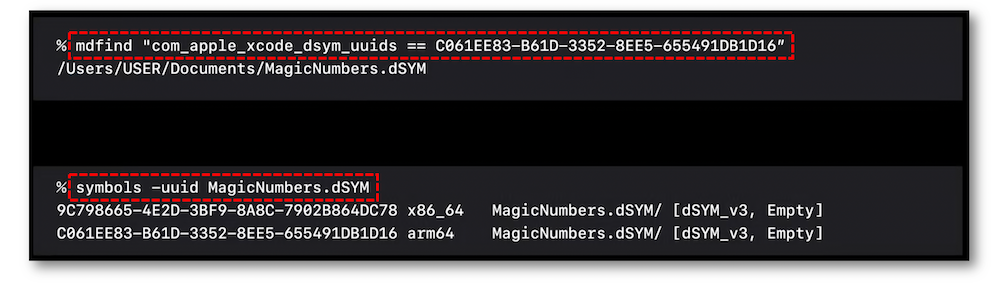 % mdfind "com_apple_xcode_dsym_uuids == C061EE83-B61D-3352-8EE5-655491DB1D16”
/Users/USER/Documents/MagicNumbers.dSYM
% symbols -uuid MagicNumbers.dSYM
9C798665-4E2D-3BF9-8A8C-7902B864DC78 x86_64   MagicNumbers.dSYM/ [dSYM_v3, Empty]
C061EE83-B61D-3352-8EE5-655491DB1D16 arm64    MagicNumbers.dSYM/ [dSYM_v3, Empty]